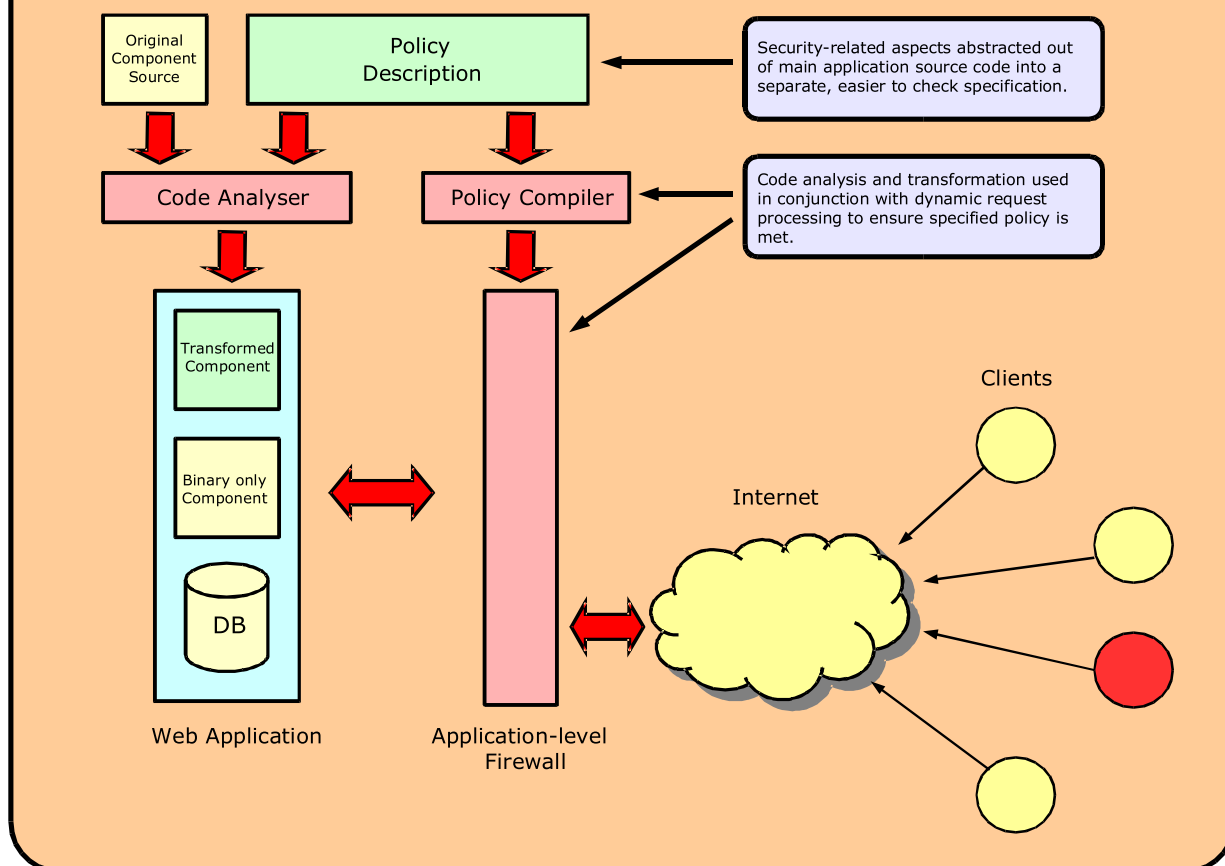 Original
Component
Source
Policy
Description
Security-related aspects abstracted out
of main application source code into a
separate, easier to check specification.
Code Analyser
Policy Compiler
Code analysis and transformation used
in conjunction with dynamic request
processing to ensure specified policy is
met.
Transformed
Component
Clients
Binary only
Component
Internet
DB
Web Application
Application-level
Firewall